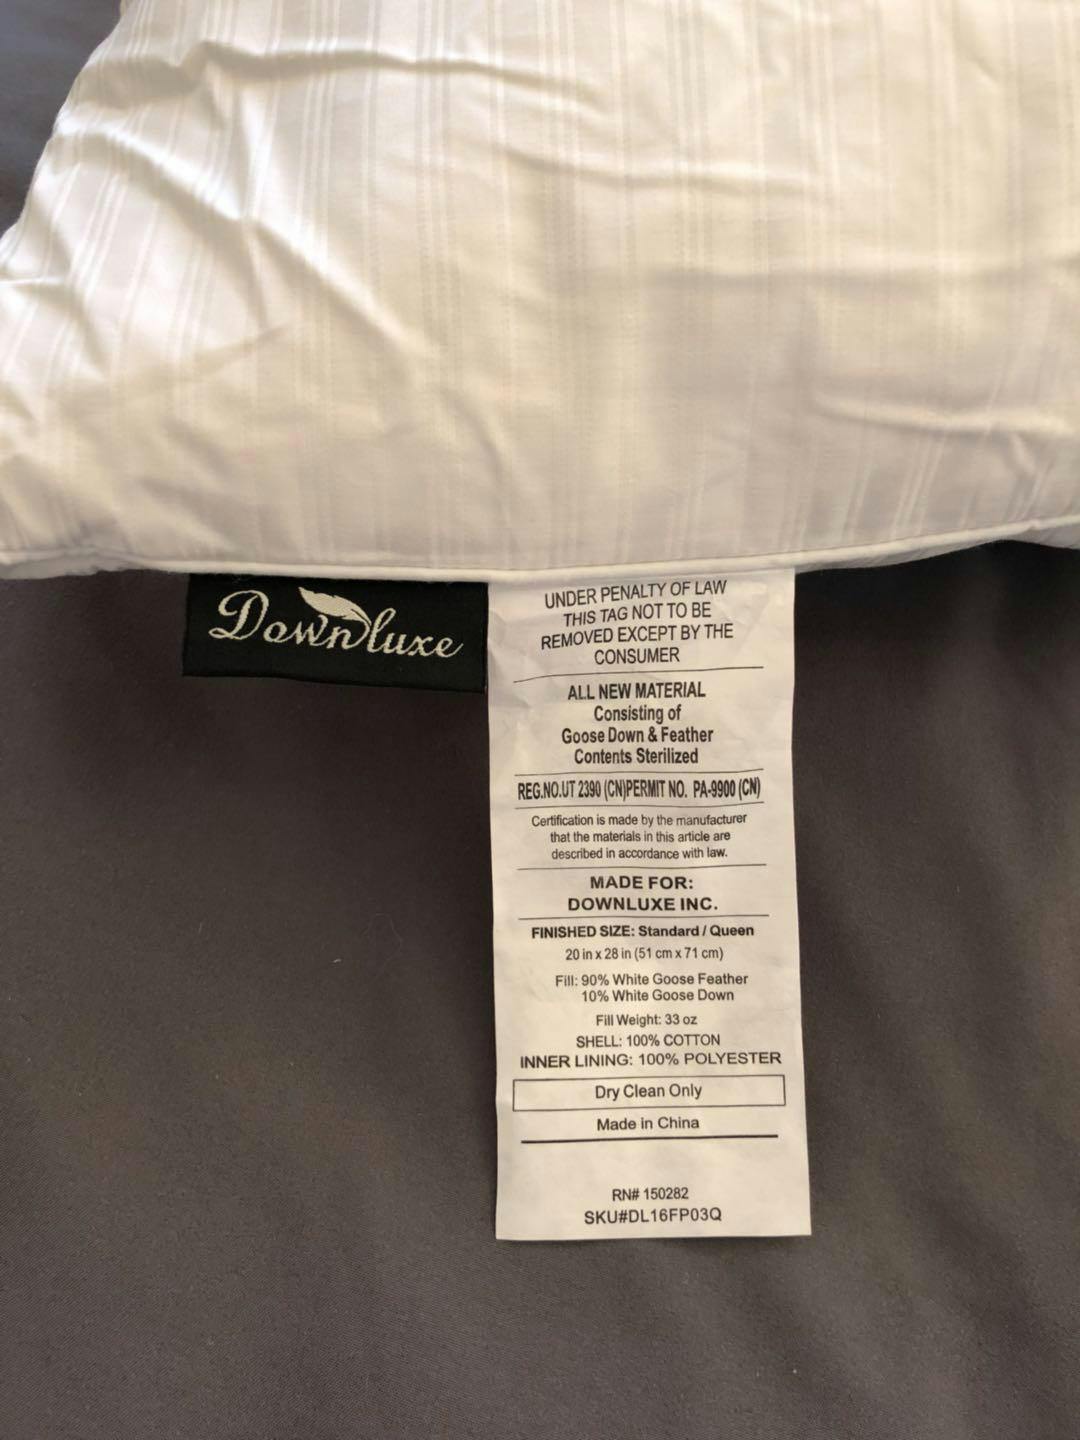 Downluxe
UNDER PENALTY OF LAW
THIS TAG NOT TO BE
REMOVED EXCEPT BY THE
CONSUMER
ALL NEW MATERIAL
Consisting of
Goose Down & Feather
Contents Sterilized
REG.NO.UT 2390 (CN)PERMIT NO. PA-9900 (CN)
Certification is made by the manufacturer
that the materials in this article are
described in accordance with law.
MADE FOR:
DOWNLUXE INC.
FINISHED SIZE: Standard / Queen
20 in x 28 in (51 cm x 71 cm)
Fill: 90% White Goose Feather
10% White Goose Down
Fill Weight: 33 oz
SHELL: 100% COTTON
INNER LINING: 100% POLYESTER
Dry Clean Only
Made in China
RN# 150282
SKU#DL16FP03Q